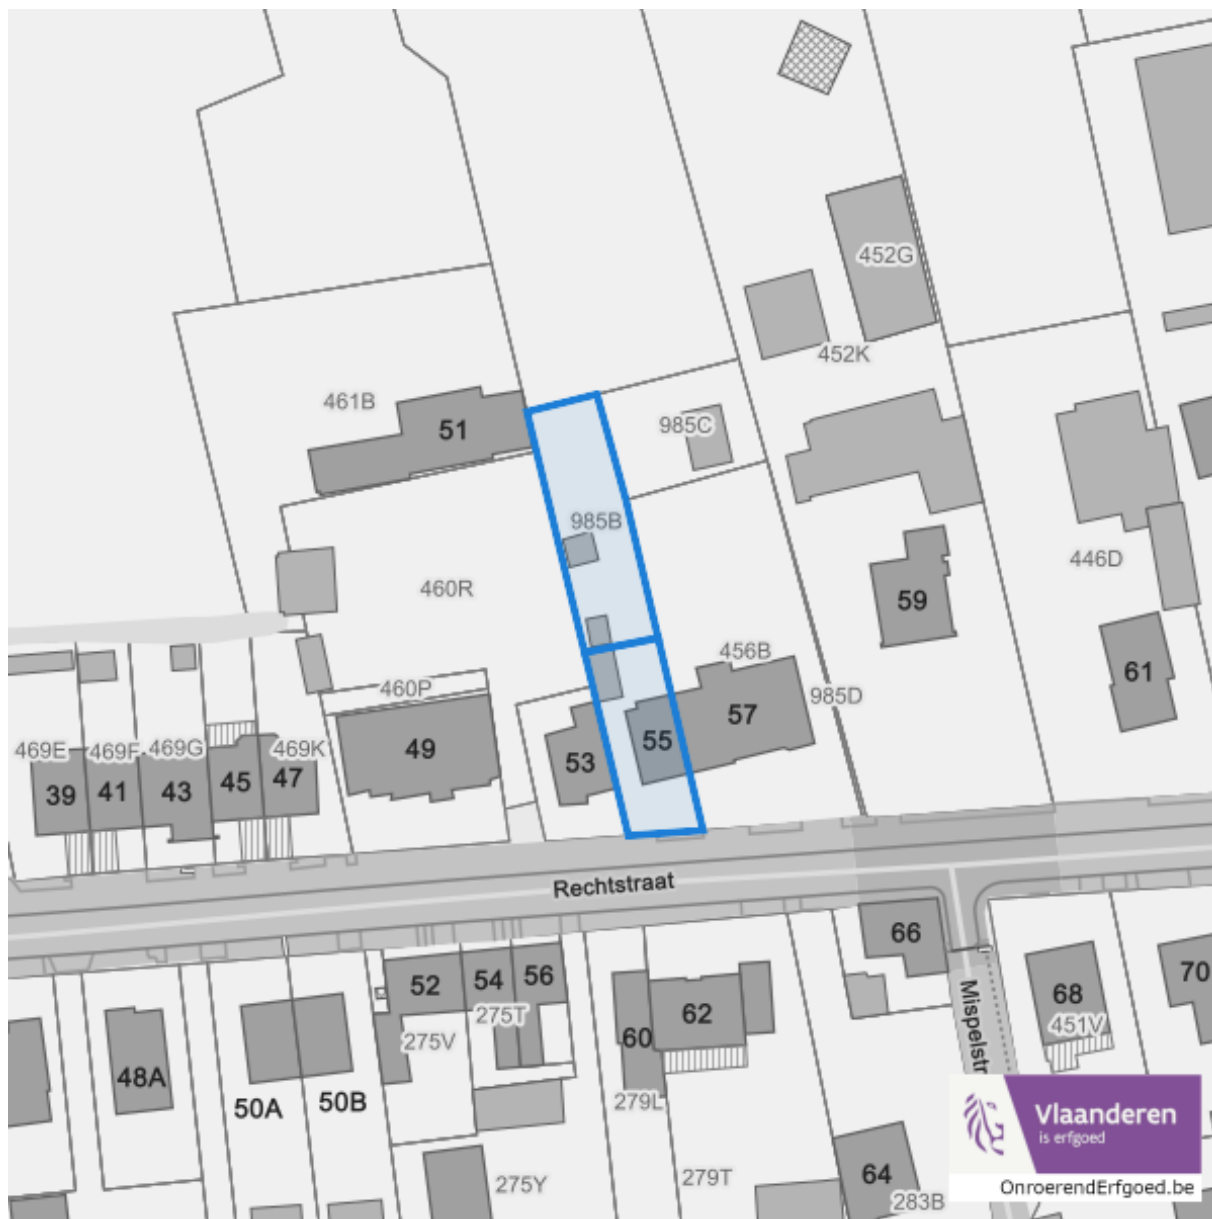 452G
452K
461B
51
985C
985B
460R
59
446D
61
456B
985D
460P
57
55
53
49
469E
469F
469G
469K
39
41
43
45
47
Rechtstraat
66
52
54
56
275V
275T
60
62
Mispelstr
68
451V
70
48A
50A
50B
279L
275Y
279T
64
283B
Vlaanderen
is erfgoed
OnroerendErfgoed.be